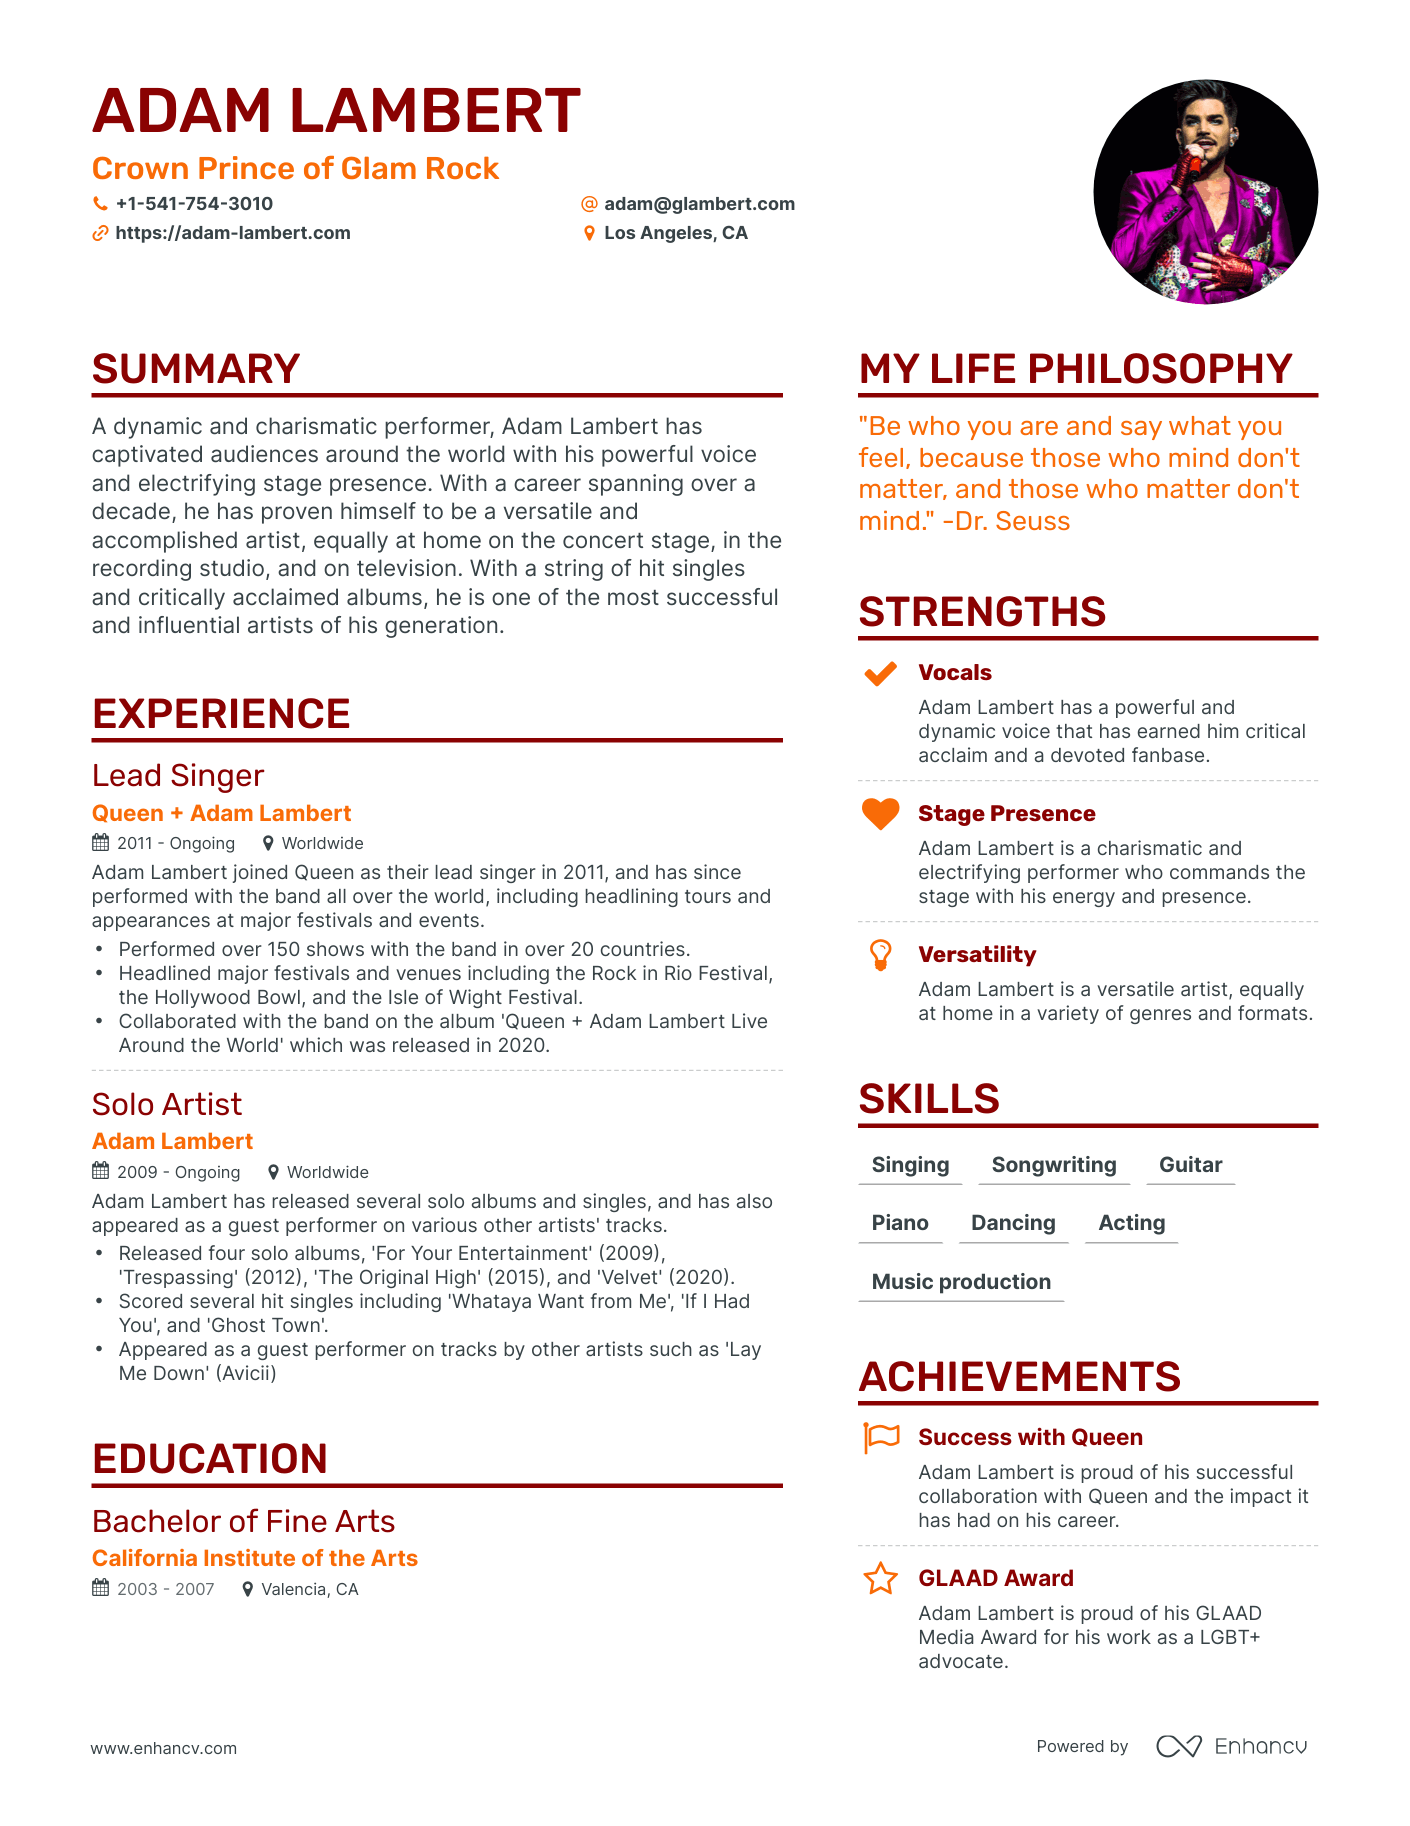 ADAM LAMBERT
Crown Prince of Glam Rock
+1-541-754-3010
adam@glambert.com
https://adam-lambert.com
Los Angeles, CA
SUMMARY
A dynamic and charismatic performer, Adam Lambert has
captivated audiences around the world with his powerful voice
and electrifying stage presence. With a career spanning over a
decade, he has proven himself to be a versatile and
accomplished artist, equally at home on the concert stage, in the
recording studio, and on television. With a string of hit singles
and critically acclaimed albums, he is one of the most successful
and influential artists of his generation.
EXPERIENCE
Lead Singer
Queen + Adam Lambert
2011 - Ongoing Worldwide
Adam Lambert joined Queen as their lead singer in 2011, and has since
performed with the band all over the world, including headlining tours and
appearances at major festivals and events.
• Performed over 150 shows with the band in over 20 countries.
• Headlined major festivals and venues including the Rock in Rio Festival,
the Hollywood Bowl, and the Isle of Wight Festival.
• Collaborated with the band on the album 'Queen + Adam Lambert Live
Around the World' which was released in 2020.
Solo Artist
Adam Lambert
2009 - Ongoing Worldwide
Adam Lambert has released several solo albums and singles, and has also
appeared as a guest performer on various other artists' tracks.
• Released four solo albums, 'For Your Entertainment' (2009),
'Trespassing' (2012), 'The Original High' (2015), and 'Velvet' (2020).
• Scored several hit singles including 'Whataya Want from Me', 'If I Had
You', and 'Ghost Town'.
• Appeared as a guest performer on tracks by other artists such as 'Lay
Me Down' (Avicii)
EDUCATION
Bachelor of Fine Arts
California Institute of the Arts
2003 - 2007 Valencia, CA
MY LIFE PHILOSOPHY
"Be who you are and say what you
feel, because those who mind don't
matter, and those who matter don't
mind." -Dr. Seuss
STRENGTHS
Vocals
Adam Lambert has a powerful and
dynamic voice that has earned him critical
acclaim and a devoted fanbase.
Stage Presence
Adam Lambert is a charismatic and
electrifying performer who commands the
stage with his energy and presence.
Versatility
Adam Lambert is a versatile artist, equally
at home in a variety of genres and formats.
SKILLS
Singing Songwriting Guitar
Piano Dancing Acting
Music production
ACHIEVEMENTS
Success with Queen
Adam Lambert is proud of his successful
collaboration with Queen and the impact it
has had on his career.
GLAAD Award
Adam Lambert is proud of his GLAAD
Media Award for his work as a LGBT+
advocate.
www.enhancv.com
Powered by Enhancv